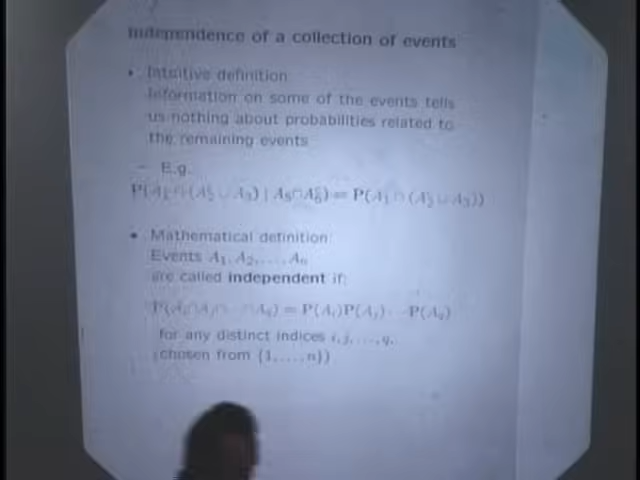 Independence of a collection of events
• Intuitive definition:
Information on some of the events tells
us nothing about probabilities related to
the remaining events
– E.g.
P(A₁ ∩ (A₂ᶜ ∪ A₃) | A₅ ∩ A₆ᶜ) = P(A₁ ∩ (A₂ᶜ ∪ A₃))
• Mathematical definition:
Events A₁, A₂, . . . , Aₙ
are called independent if:
P(Aᵢ ∩ Aⱼ ∩ ··· ∩ A_q) = P(Aᵢ)P(Aⱼ) ··· P(A_q)
for any distinct indices i, j, . . . , q,
(chosen from {1, . . . , n})